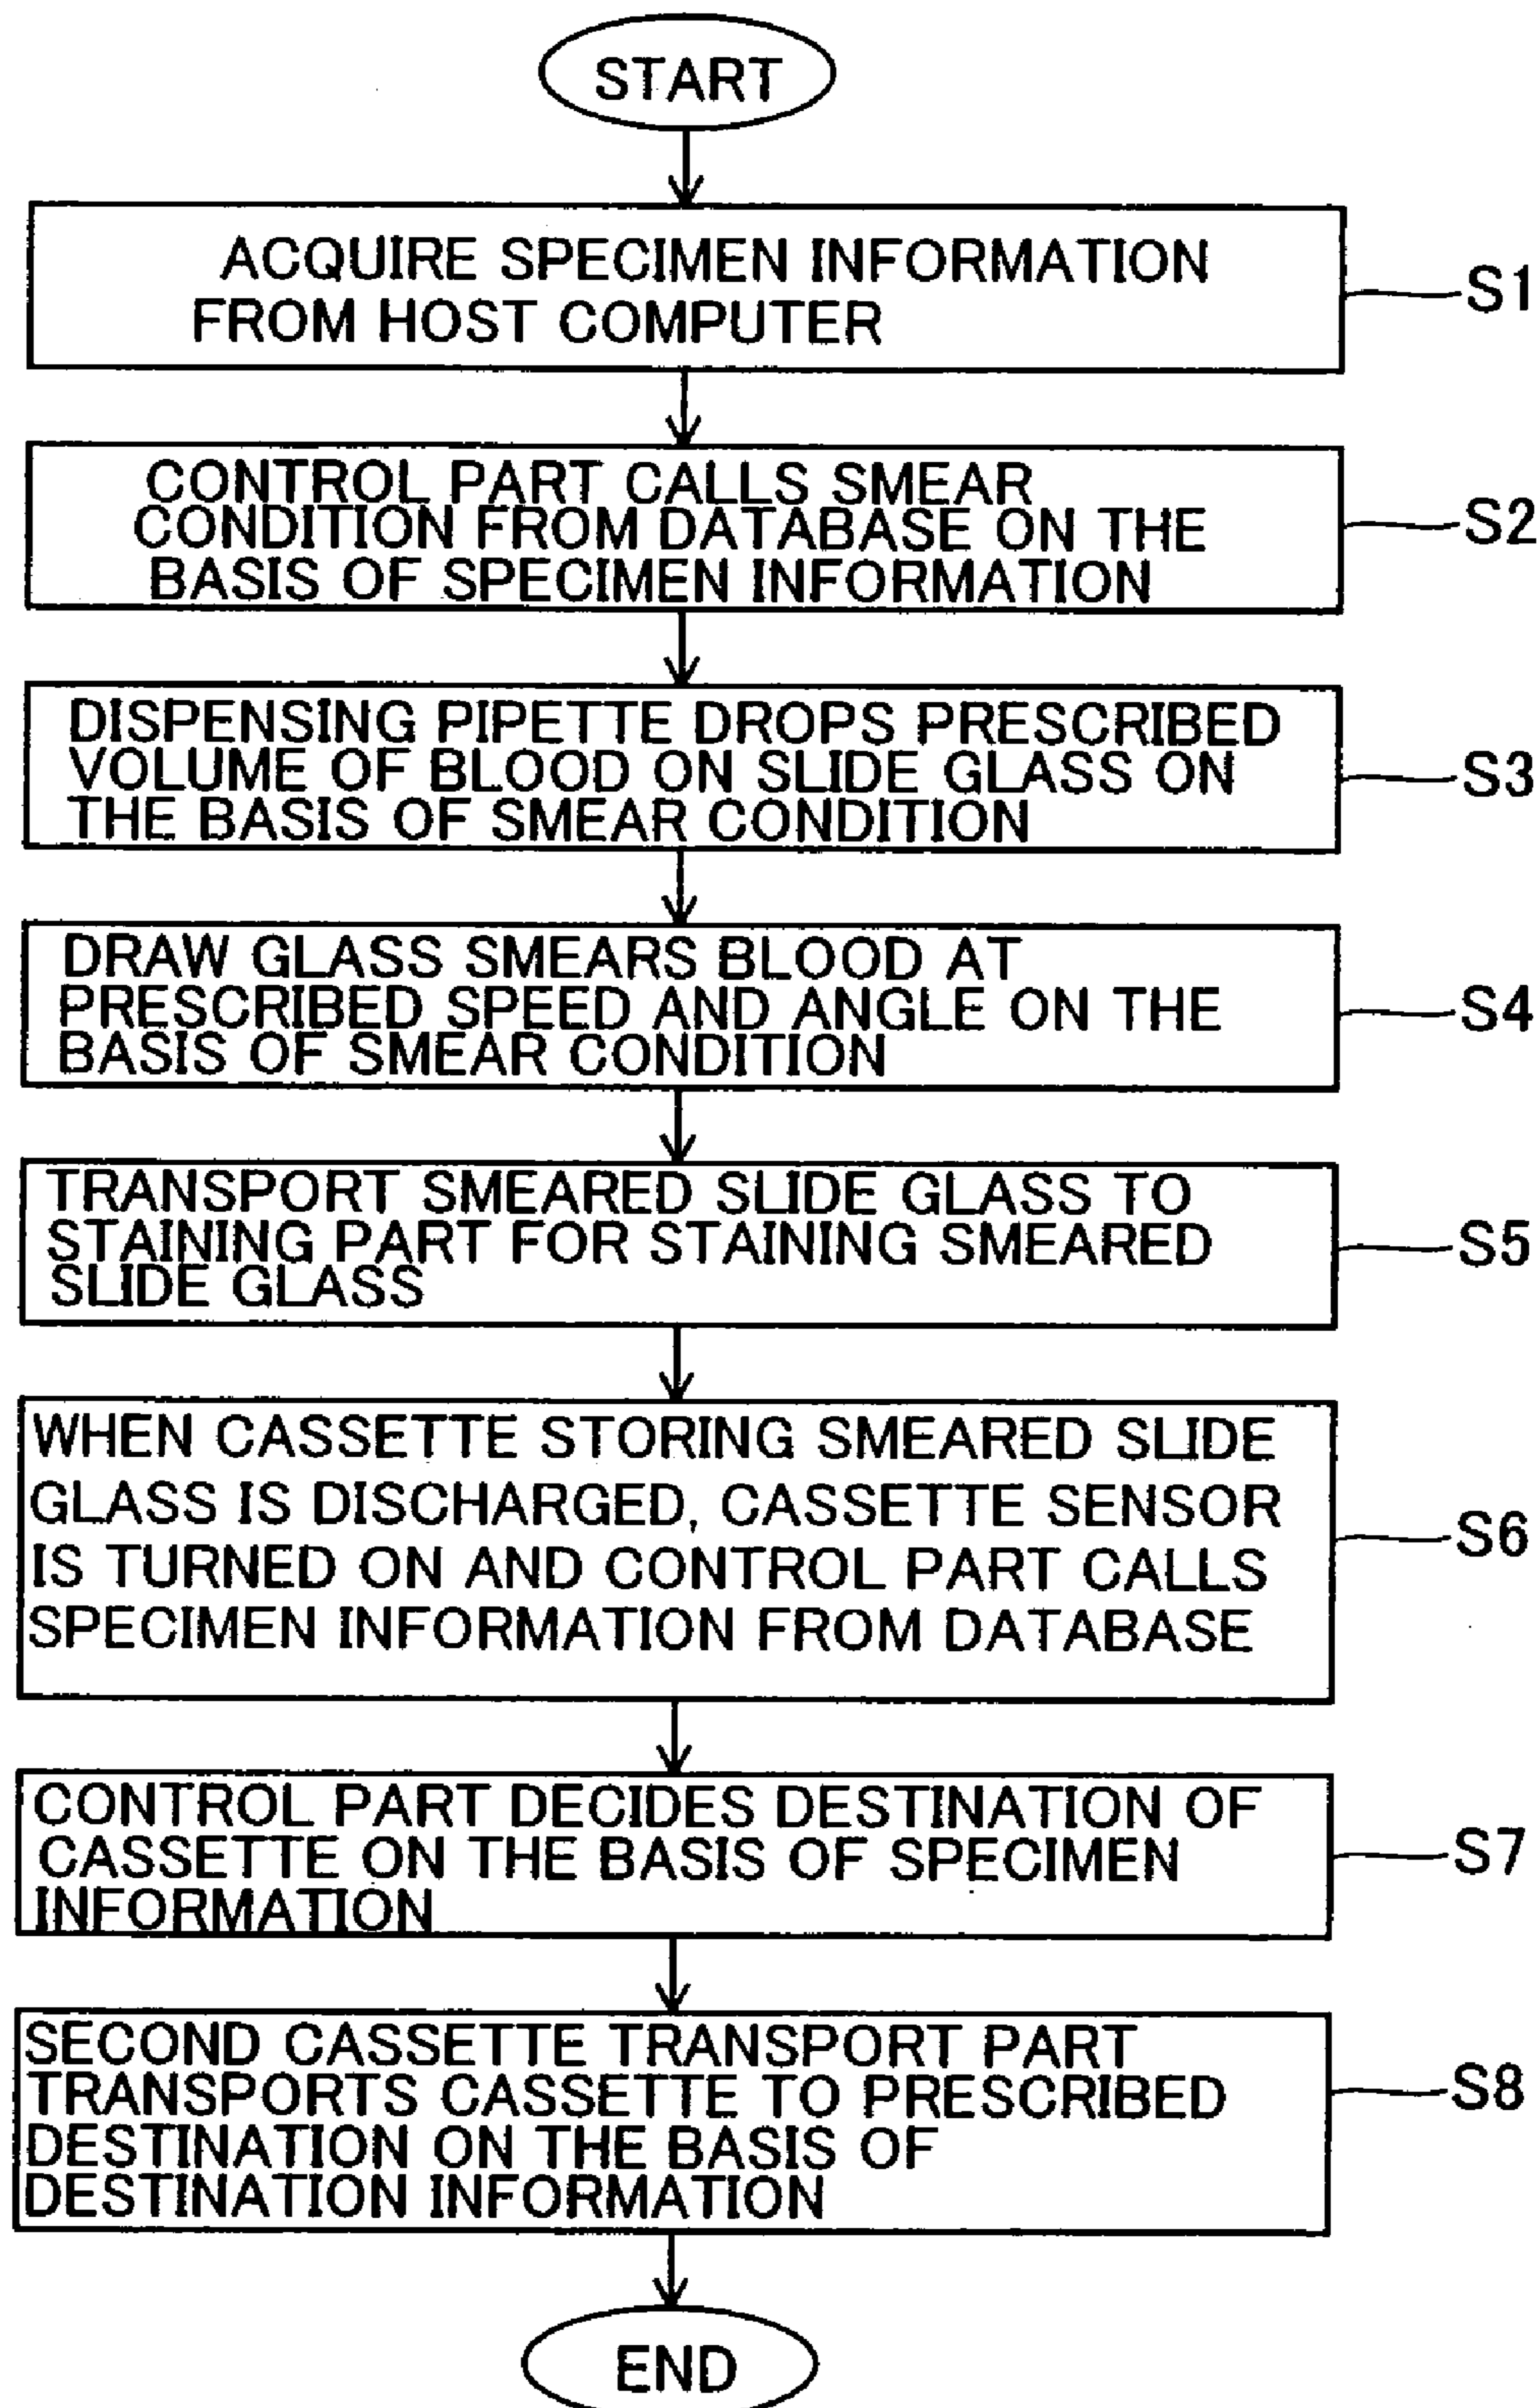 START
ACQUIRE SPECIMEN INFORMATION
FROM HOST COMPUTER
S1
CONTROL PART CALLS SMEAR
CONDITION FROM DATABASE ON THE
BASIS OF SPECIMEN INFORMATION
S2
DISPENSING PIPETTE DROPS PRESCRIBED
VOLUME OF BLOOD ON SLIDE GLASS ON
THE BASIS OF SMEAR CONDITION
S3
DRAW GLASS SMEARS BLOOD AT
PRESCRIBED SPEED AND ANGLE ON THE
BASIS OF SMEAR CONDITION
S4
TRANSPORT SMEARED SLIDE GLASS TO
STAINING PART FOR STAINING SMEARED
SLIDE GLASS
S5
WHEN CASSETTE STORING SMEARED SLIDE
GLASS IS DISCHARGED, CASSETTE SENSOR
IS TURNED ON AND CONTROL PART CALLS
SPECIMEN INFORMATION FROM DATABASE
S6
CONTROL PART DECIDES DESTINATION OF
CASSETTE ON THE BASIS OF SPECIMEN
INFORMATION
S7
SECOND CASSETTE TRANSPORT PART
TRANSPORTS CASSETTE TO PRESCRIBED
DESTINATION ON THE BASIS OF
DESTINATION INFORMATION
S8
END